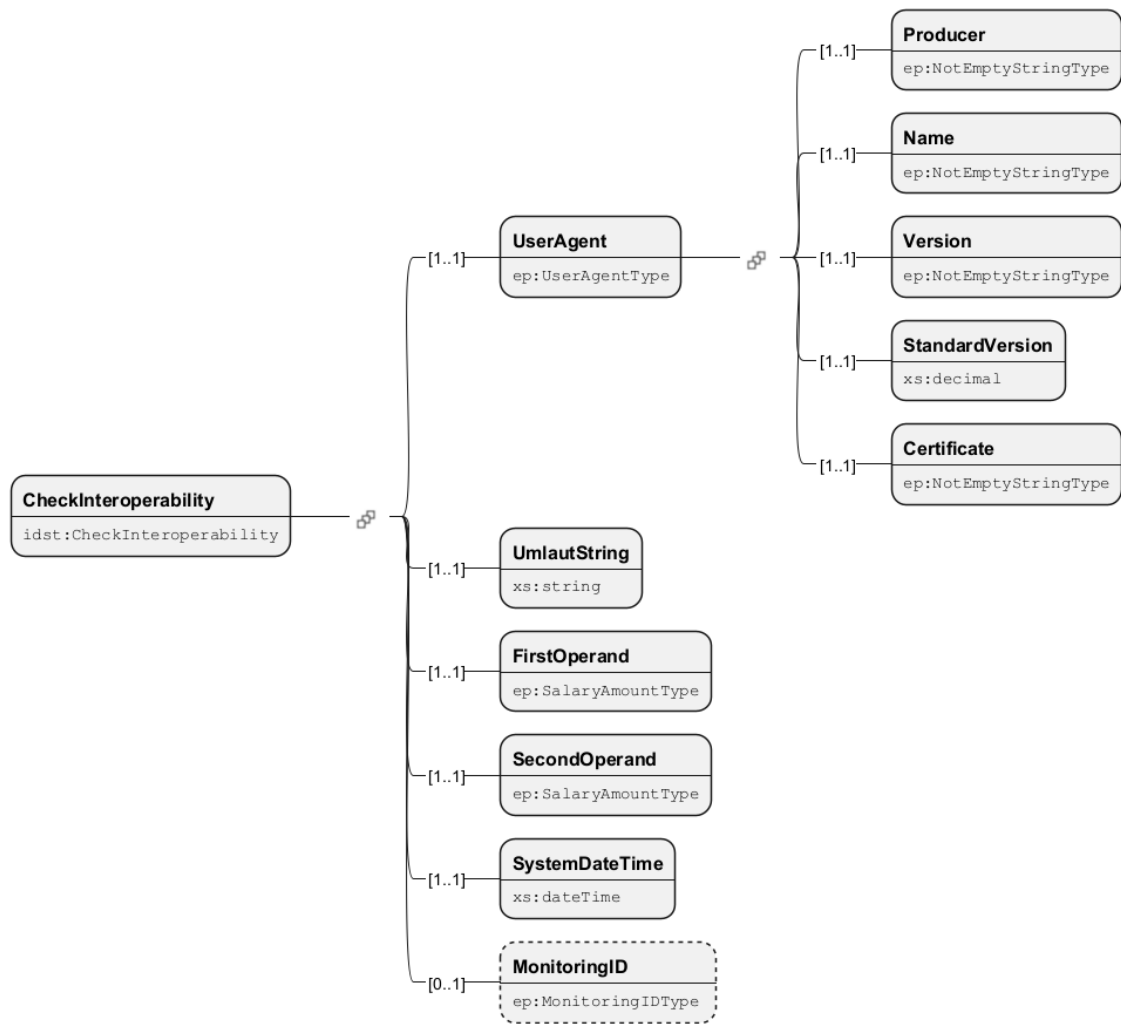 [1..1]
Producer
ep:NotEmptyStringType
[1..1]
Name
ep:NotEmptyStringType
[1..1]
UserAgent
ep:UserAgentType
[1..1]
Version
ep:NotEmptyStringType
[1..1]
StandardVersion
xs:decimal
[1..1]
Certificate
ep:NotEmptyStringType
CheckInteroperability
idst:CheckInteroperability
[1..1]
UmlautString
xs:string
[1..1]
FirstOperand
ep:SalaryAmountType
[1..1]
SecondOperand
ep:SalaryAmountType
[1..1]
SystemDateTime
xs:dateTime
[0..1]
MonitoringID
ep:MonitoringIDType